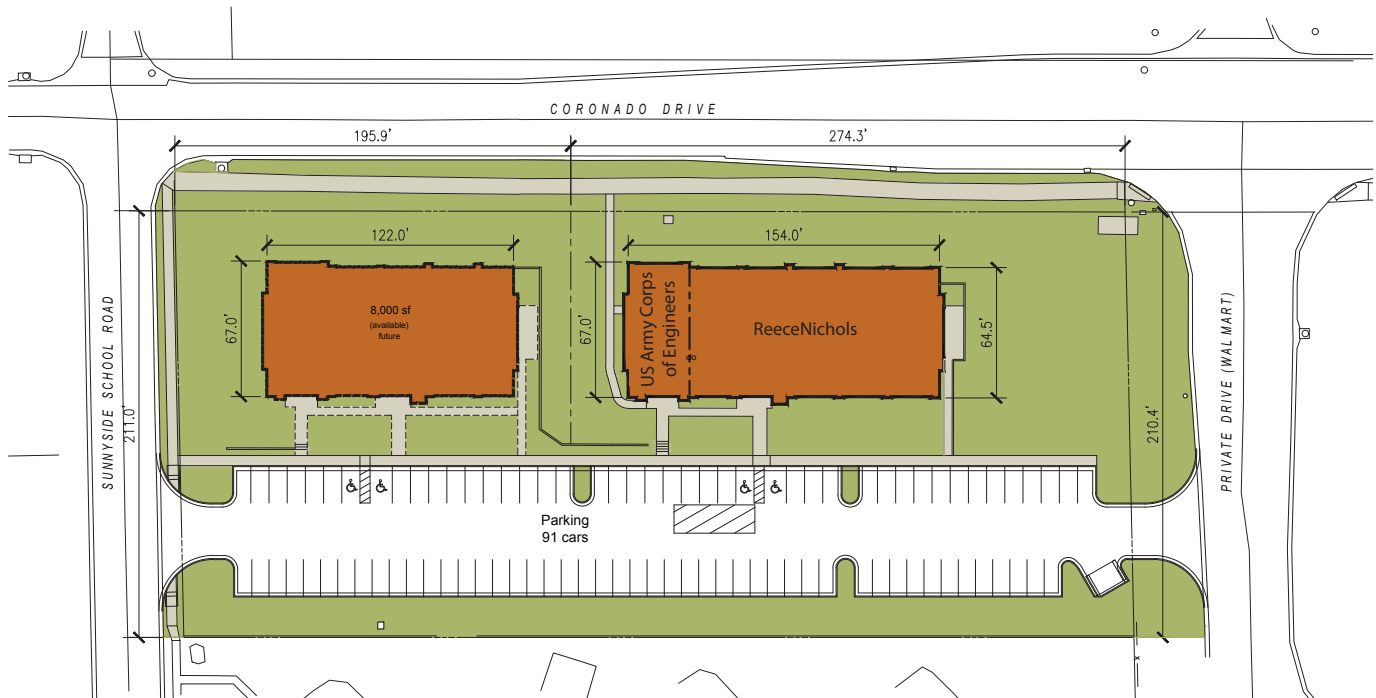 CORONADO DRIVE
195.9'
274.3'
122.0'
154.0'
67.0'
8,000 sf
(available)
future
67.0'
US Army Corps
of Engineers
ReeceNichols
64.5'
SUNNYSIDE SCHOOL ROAD
211.0'
210.4'
PRIVATE DRIVE (WALMART)
Parking
91 cars